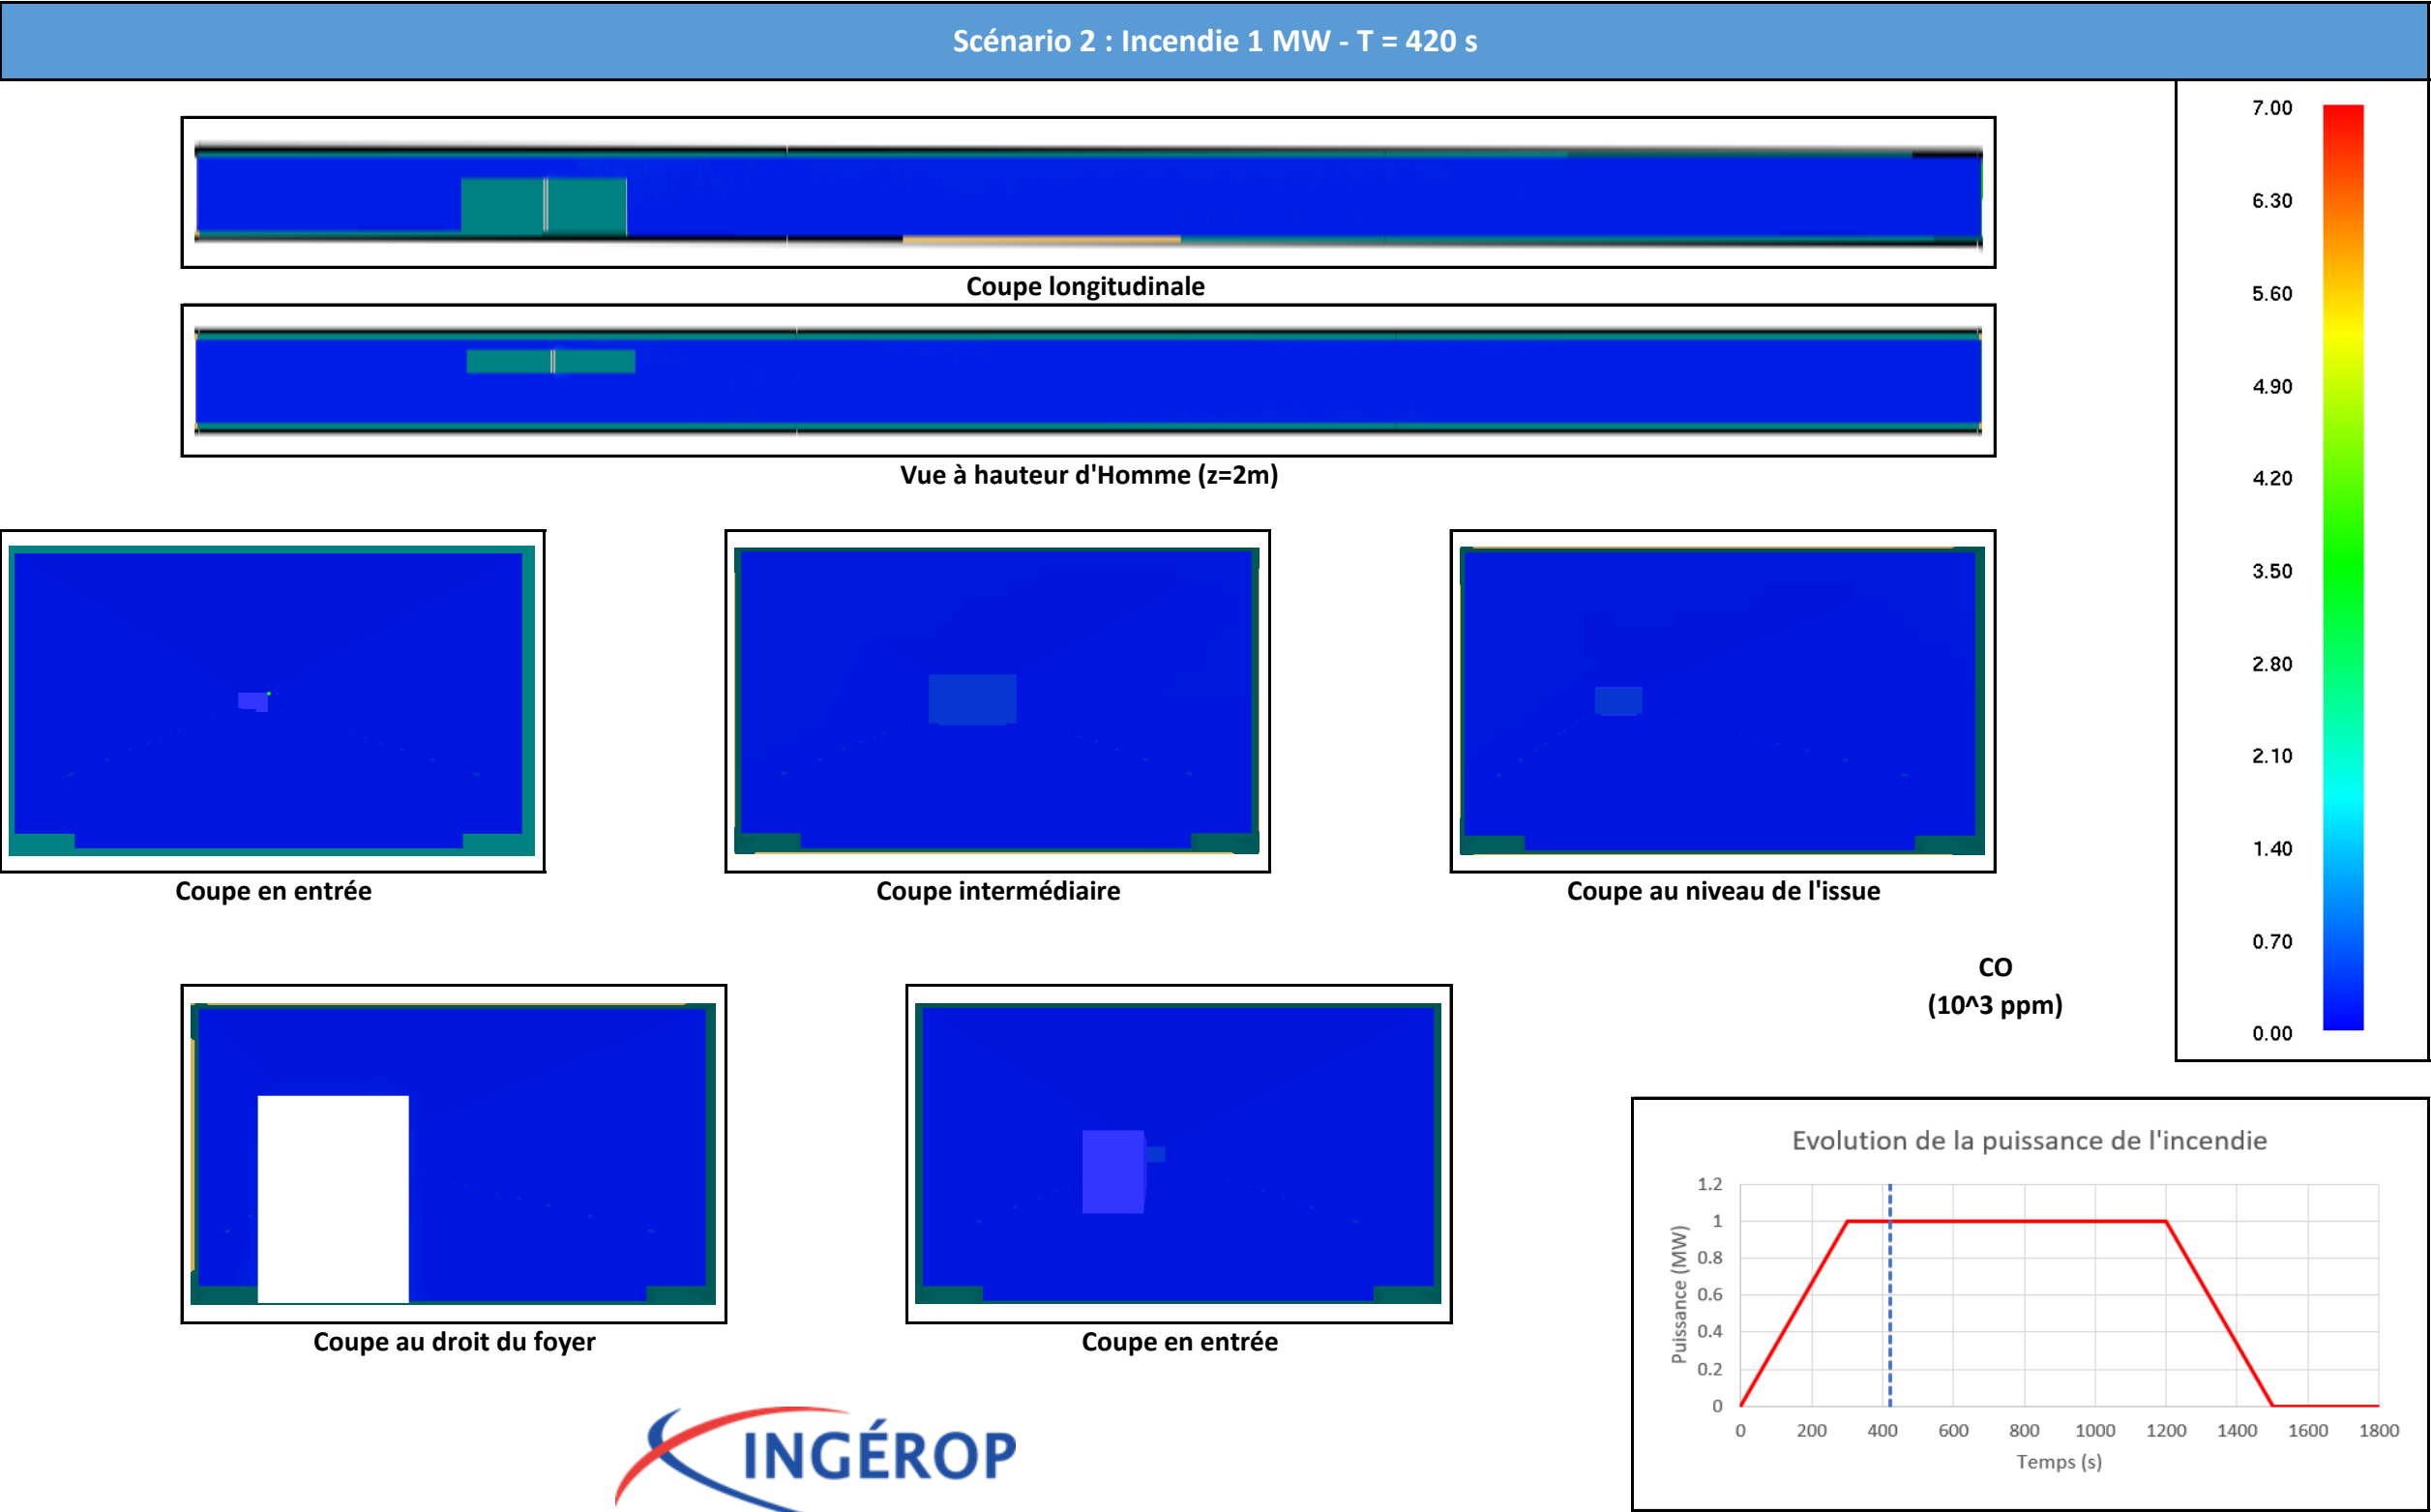 Scénario 2 : Incendie 1 MW - T = 420 s
Coupe longitudinale
Vue à hauteur d'Homme (z=2m)
Coupe en entrée
Coupe intermédiaire
Coupe au niveau de l'issue
Coupe au droit du foyer
Coupe en entrée
7.00
6.30
5.60
4.90
4.20
3.50
2.80
2.10
1.40
0.70
0.00
CO
(10^3 ppm)
Evolution de la puissance de l'incendie
Puissance (MW)
1.2
1
0.8
0.6
0.4
0.2
0
0 200 400 600 800 1000 1200 1400 1600 1800
Temps (s)
INGÉROP